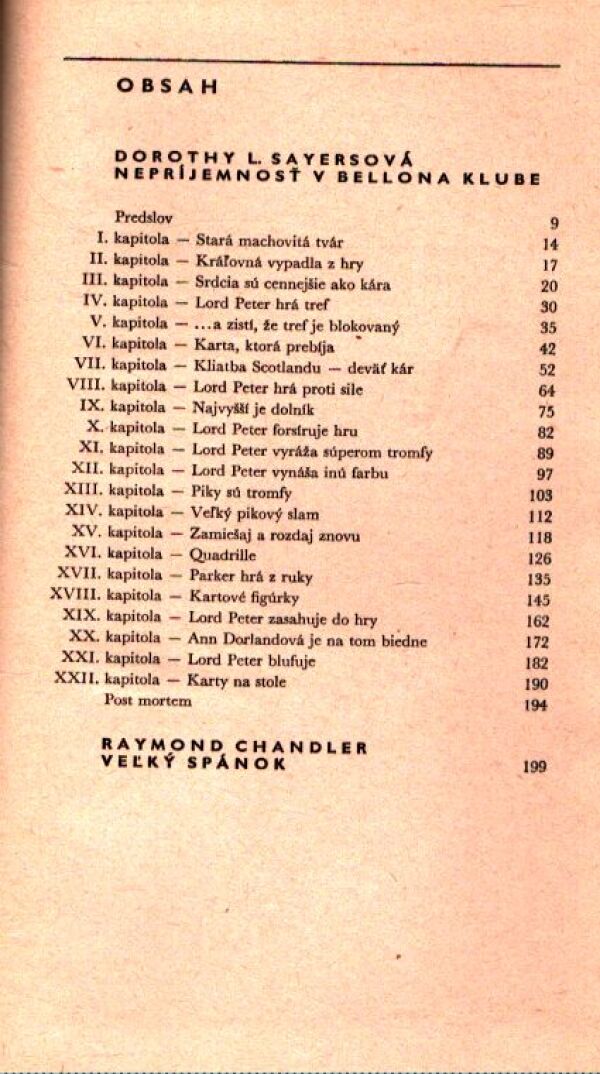 OBSAH
DOROTHY L. SAYERSOVÁ
NEPRÍJEMNOSŤ V BELLONA KLUBE
Predslov 9
I. kapitola — Stará machovitá tvár 14
II. kapitola — Kráľovná vypadla z hry 17
III. kapitola — Srdcia sú cennejšie ako kára 20
IV. kapitola — Lord Peter hrá tref 30
V. kapitola — ...a zistí, že tref je blokovaný 35
VI. kapitola — Karta, ktorá prebíja 42
VII. kapitola — Kliatba Scotlandu — deväť kár 52
VIII. kapitola — Lord Peter hrá proti sile 64
IX. kapitola — Najvyšší je dolník 75
X. kapitola — Lord Peter forsíruje hru 82
XI. kapitola — Lord Peter vyráža súperom tromfy 89
XII. kapitola — Lord Peter vynáša inú farbu 97
XIII. kapitola — Piky sú tromfy 103
XIV. kapitola — Veľký pikový slam 112
XV. kapitola — Zamiešaj a rozdaj znovu 118
XVI. kapitola — Quadrille 126
XVII. kapitola — Parker hrá z ruky 135
XVIII. kapitola — Kartové figúrky 145
XIX. kapitola — Lord Peter zasahuje do hry 162
XX. kapitola — Ann Dorlandová je na tom biedne 172
XXI. kapitola — Lord Peter blufuje 182
XXII. kapitola — Karty na stole 190
Post mortem 194
RAYMOND CHANDLER
VEĽKÝ SPÁNOK 199